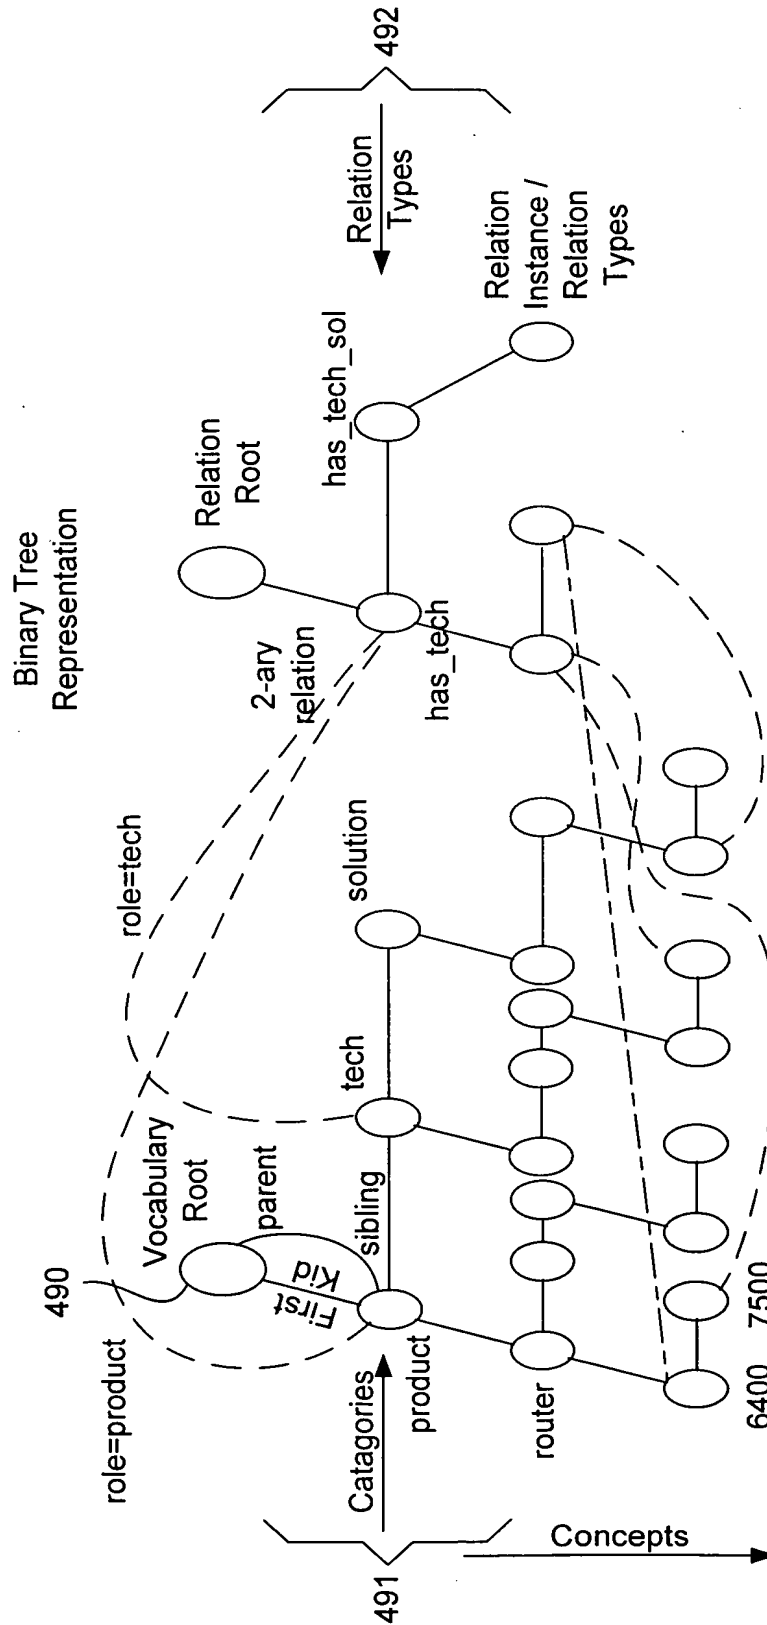 Binary Tree
Representation
490
Vocabulary
Root
role=product
role=tech
parent
First
Kid
sibling
Relation
Root
2-ary
relation
491
Catagories
product
tech
solution
has_tech
has_tech_sol
Relation
Types
492
router
Relation
Instance /
Relation
Types
Concepts
6400
7500